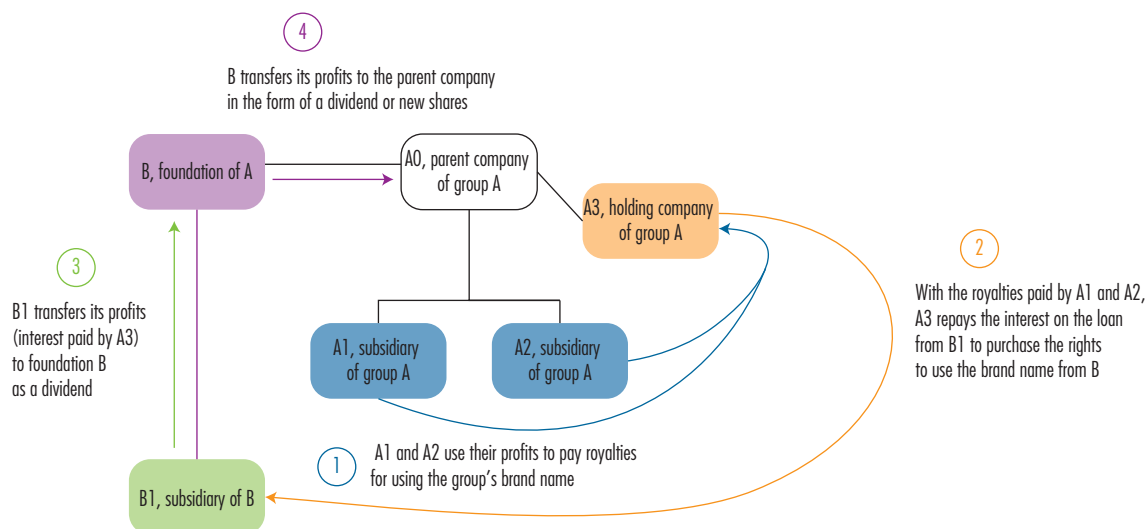 4
B transfers its profits to the parent company
in the form of a dividend or new shares
B, foundation of A
A0, parent company
of group A
A3, holding company
of group A
3
B1 transfers its profits
(interest paid by A3)
to foundation B
as a dividend
2
With the royalties paid by A1 and A2,
A3 repays the interest on the loan
from B1 to purchase the rights
to use the brand name from B
A1, subsidiary
of group A
A2, subsidiary
of group A
1
A1 and A2 use their profits to pay royalties
for using the group's brand name
B1, subsidiary of B